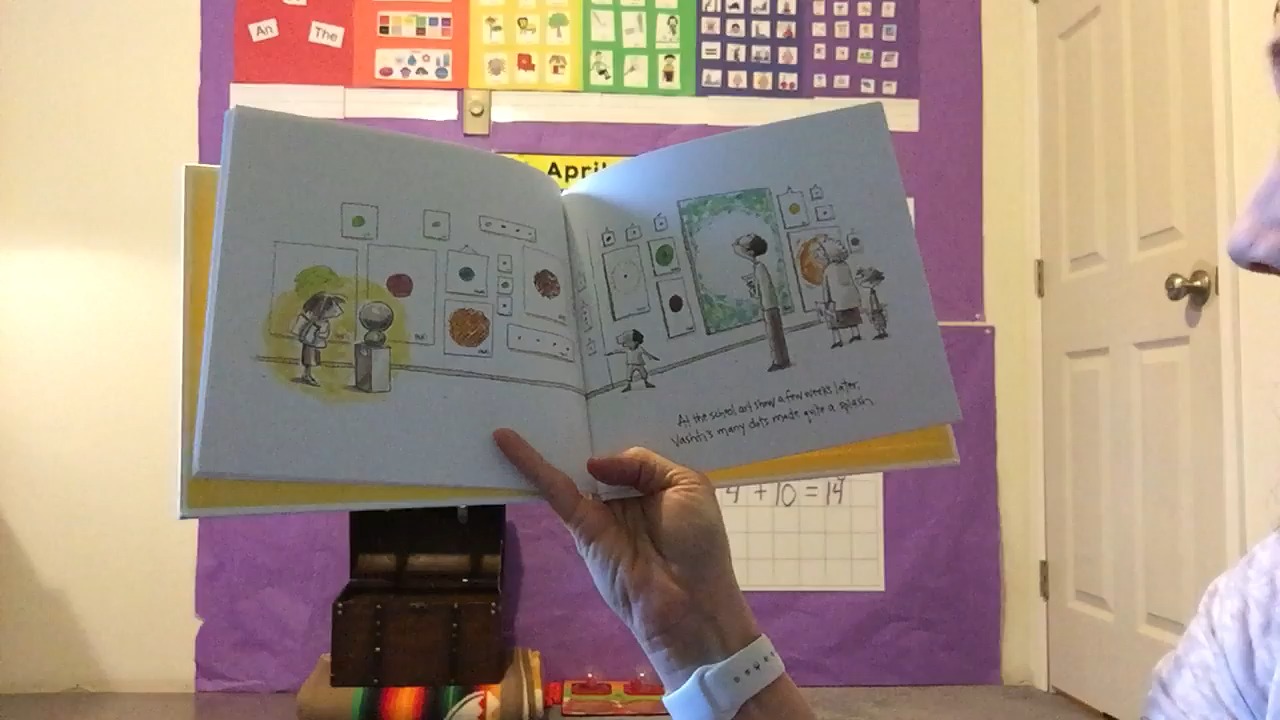 An
The
April
At the school art show a few weeks later,
Vashti's many dots made quite a splash.
4 + 10 = 14